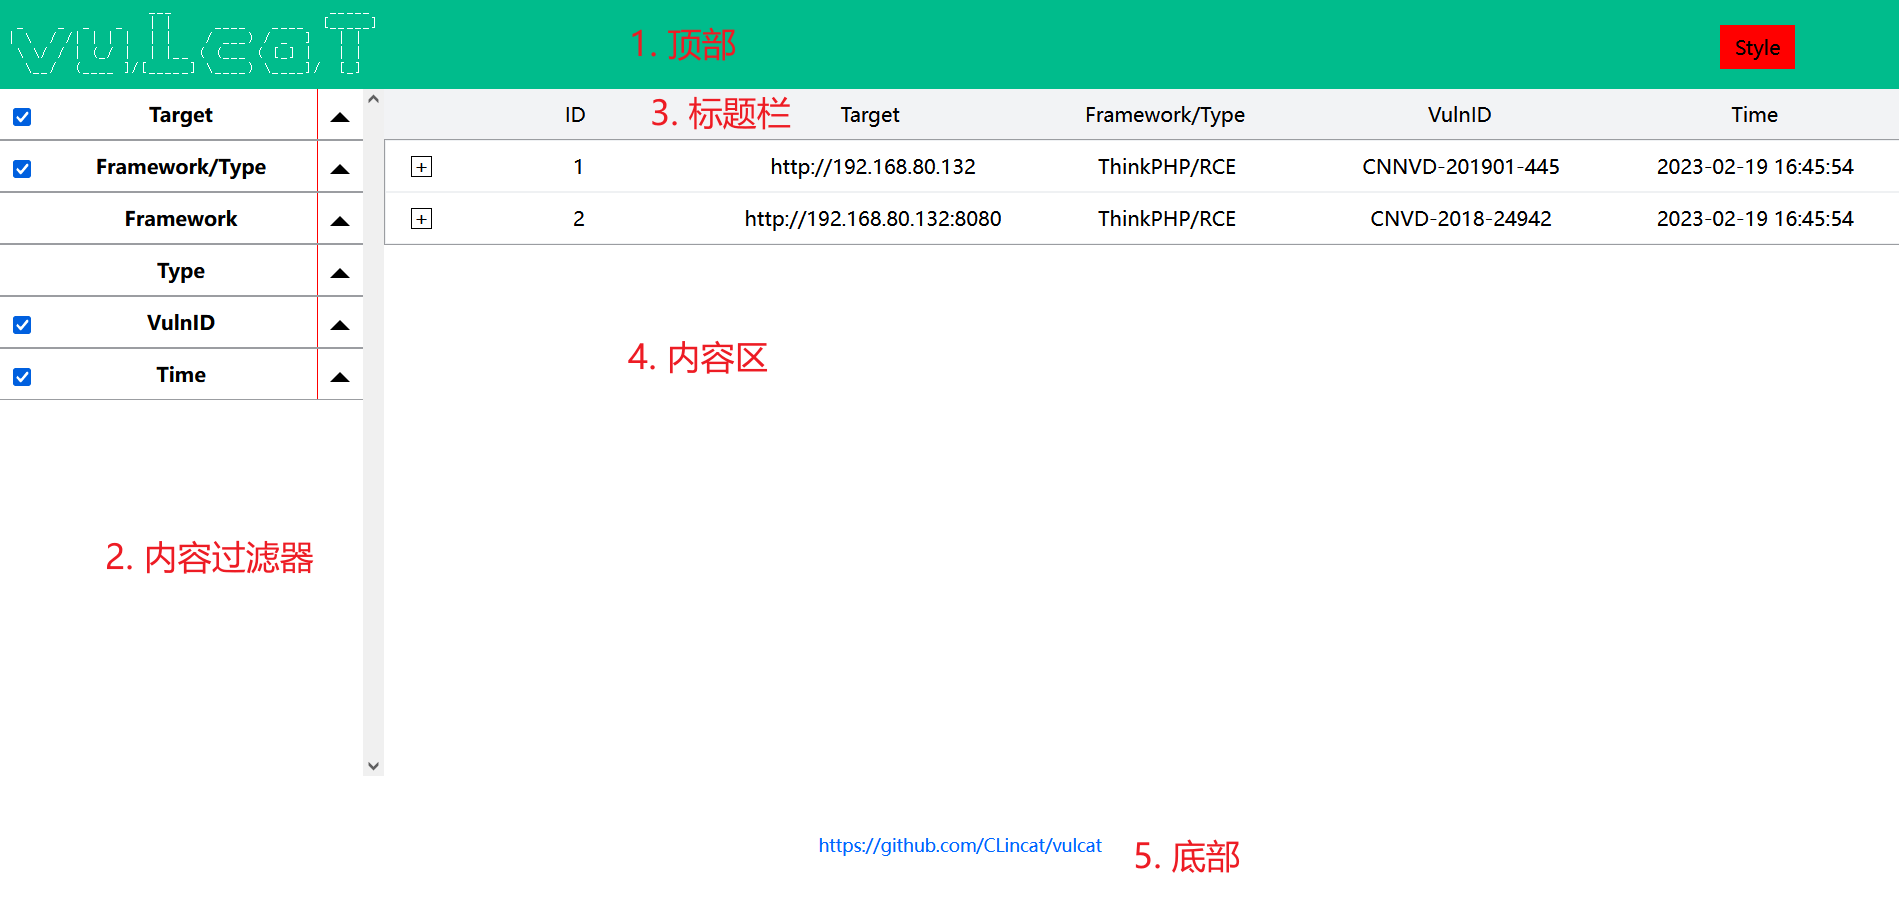 vulcat
1. 顶部
Style
Target
Framework/Type
Framework
Type
VulnID
Time
2. 内容过滤器
ID 3. 标题栏 Target Framework/Type VulnID Time
+ 1 http://192.168.80.132 ThinkPHP/RCE CNNVD-201901-445 2023-02-19 16:45:54
+ 2 http://192.168.80.132:8080 ThinkPHP/RCE CNVD-2018-24942 2023-02-19 16:45:54
4. 内容区
https://github.com/CLincat/vulcat
5. 底部